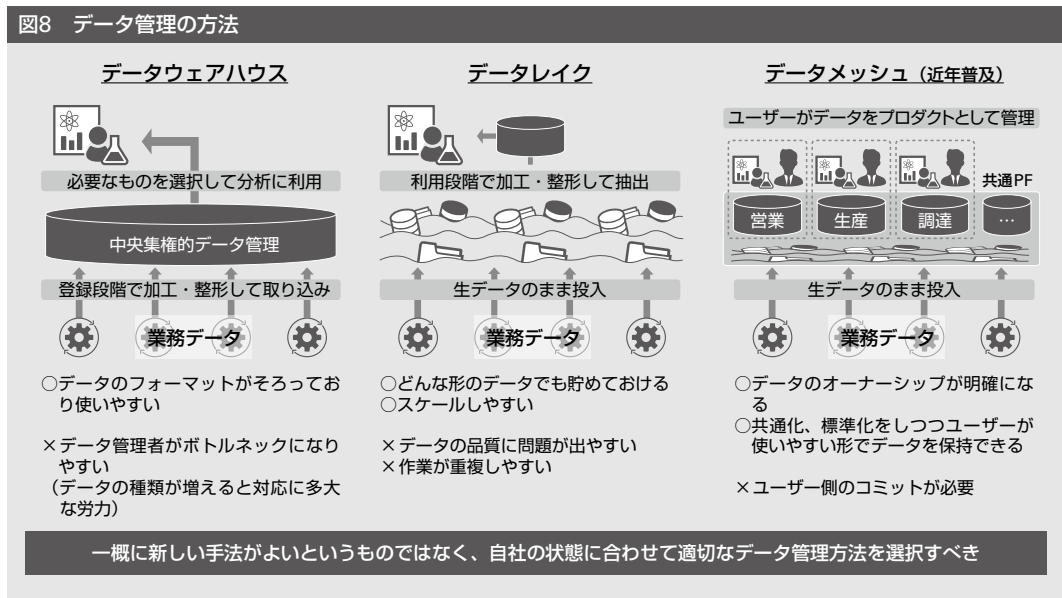 図8　データ管理の方法
データウェアハウス
必要なものを選択して分析に利用
中央集権的データ管理
登録段階で加工・整形して取り込み
業務データ
○データのフォーマットがそろってお
り使いやすい
×データ管理者がボトルネックになり
やすい
（データの種類が増えると対応に多大
な労力）
データレイク
利用段階で加工・整形して抽出
生データのまま投入
業務データ
○どんな形のデータでも貯めておける
○スケールしやすい
×データの品質に問題が出やすい
×作業が重複しやすい
データメッシュ（近年普及）
ユーザーがデータをプロダクトとして管理
共通PF
営業 生産 調達 …
生データのまま投入
業務データ
○データのオーナーシップが明確にな
る
○共通化、標準化をしつつユーザーが
使いやすい形でデータを保持できる
×ユーザー側のコミットが必要
一概に新しい手法がよいというものではなく、自社の状態に合わせて適切なデータ管理方法を選択すべき